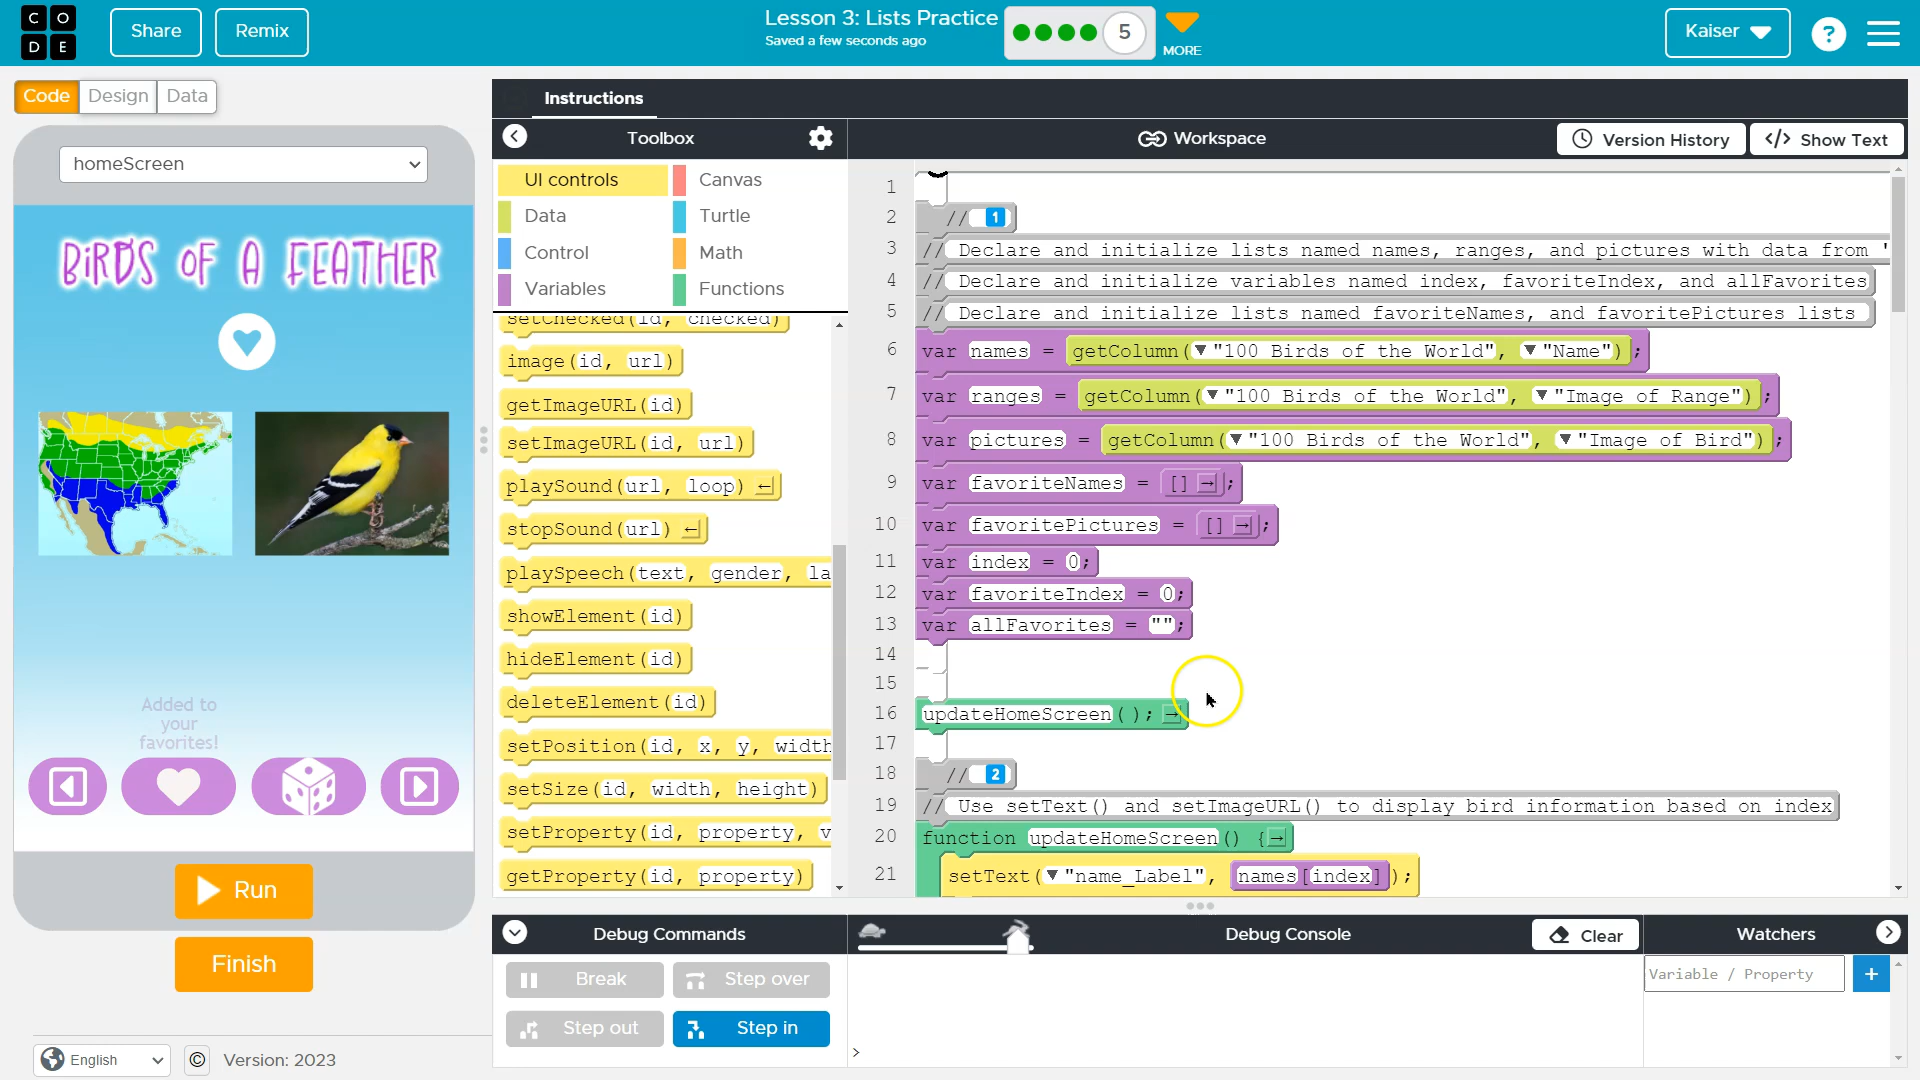 C O
D E
Share
Remix
Lesson 3: Lists Practice
Saved a few seconds ago
5
MORE
Kaiser
?
Code
Design
Data
Instructions
Toolbox
Workspace
Version History
</> Show Text
homeScreen
BIRDS OF A FEATHER
Added to
your
favorites!
Run
Finish
English
©
Version: 2023
UI controls
Canvas
Data
Turtle
Control
Math
Variables
Functions
setChecked(id, checked)
image(id, url)
getImageURL(id)
setImageURL(id, url)
playSound(url, loop)
stopSound(url)
playSpeech(text, gender, la
showElement(id)
hideElement(id)
deleteElement(id)
setPosition(id, x, y, width
setSize(id, width, height)
setProperty(id, property, v
getProperty(id, property)
1
2 // 1
3 // Declare and initialize lists named names, ranges, and pictures with data from '
4 // Declare and initialize variables named index, favoriteIndex, and allFavorites
5 // Declare and initialize lists named favoriteNames, and favoritePictures lists
6 var names = getColumn("100 Birds of the World", "Name");
7 var ranges = getColumn("100 Birds of the World", "Image of Range");
8 var pictures = getColumn("100 Birds of the World", "Image of Bird");
9 var favoriteNames = [];
10 var favoritePictures = [];
11 var index = 0;
12 var favoriteIndex = 0;
13 var allFavorites = "";
14
15
16 updateHomeScreen();
17
18 // 2
19 // Use setText() and setImageURL() to display bird information based on index
20 function updateHomeScreen() {
21 setText("name_Label", names[index]);
Debug Commands
Debug Console
Clear
Watchers
Break
Step over
Step out
Step in
>
Variable / Property
+